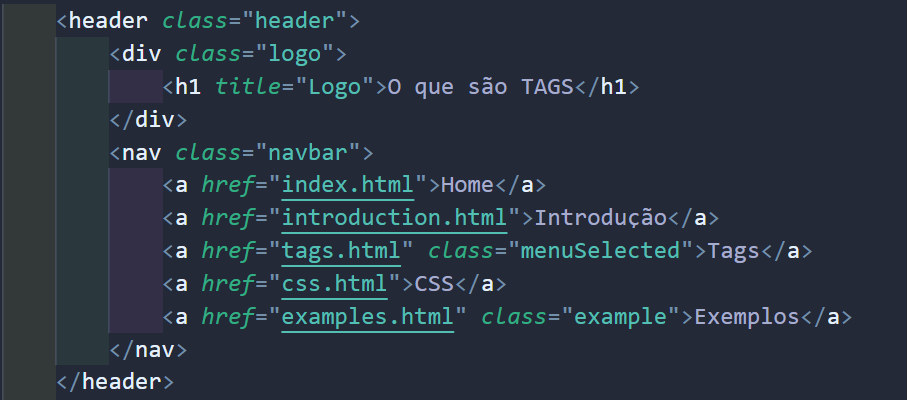 <header class="header">
<div class="logo">
<h1 title="Logo">O que são TAGS</h1>
</div>
<nav class="navbar">
<a href="index.html">Home</a>
<a href="introduction.html">Introdução</a>
<a href="tags.html" class="menuSelected">Tags</a>
<a href="css.html">CSS</a>
<a href="examples.html" class="example">Exemplos</a>
</nav>
</header>